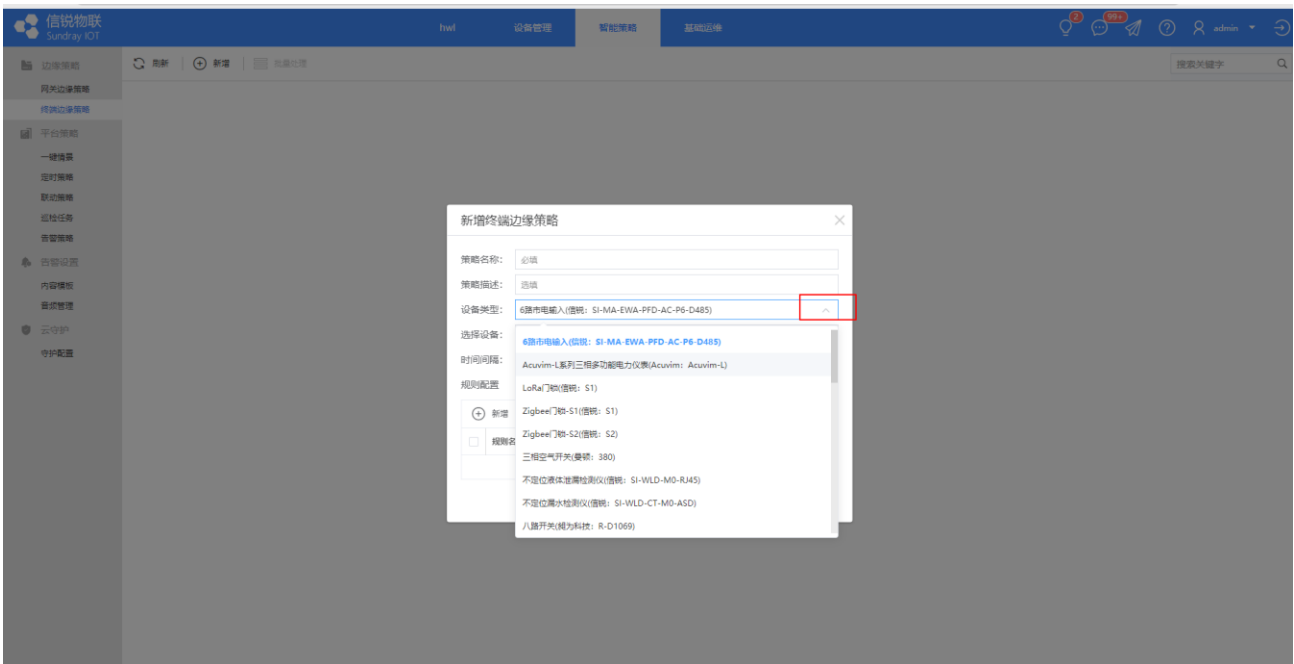 信锐物联
Sundray IOT
hwl 设备管理 智能策略 基础运维
2 99+ admin
边缘策略
网关边缘策略
终端边缘策略
平台策略
一键情景
定时策略
联动策略
巡检任务
告警策略
告警设置
内容模板
音频管理
云守护
守护配置
刷新 新增 批量处理 搜索关键字
新增终端边缘策略
策略名称: 必填
策略描述: 选填
设备类型: 6路市电输入(信锐: SI-MA-EWA-PFD-AC-P6-D485)
选择设备:
时间间隔:
规则配置
新增
规则名
6路市电输入(信锐: SI-MA-EWA-PFD-AC-P6-D485)
Acuvim-L系列三相多功能电力仪表(Acuvim: Acuvim-L)
LoRa门锁(信锐: S1)
Zigbee门锁-S1(信锐: S1)
Zigbee门锁-S2(信锐: S2)
三相空气开关(曼顿: 380)
不定位液体泄漏检测仪(信锐: SI-WLD-M0-RJ45)
不定位漏水检测仪(信锐: SI-WLD-CT-M0-ASD)
八路开关(昶为科技: R-D1069)